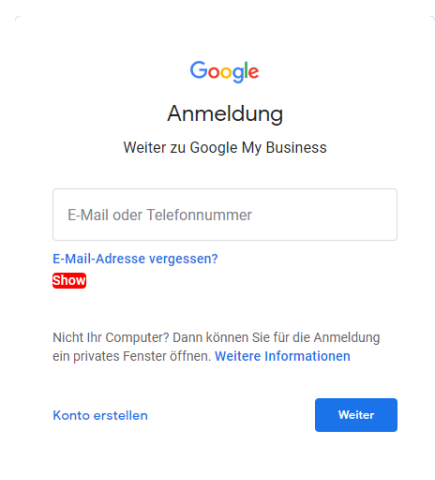 Google
Anmeldung
Weiter zu Google My Business
E-Mail oder Telefonnummer
E-Mail-Adresse vergessen?
Show
Nicht Ihr Computer? Dann können Sie für die Anmeldung
ein privates Fenster öffnen. Weitere Informationen
Konto erstellen
Weiter